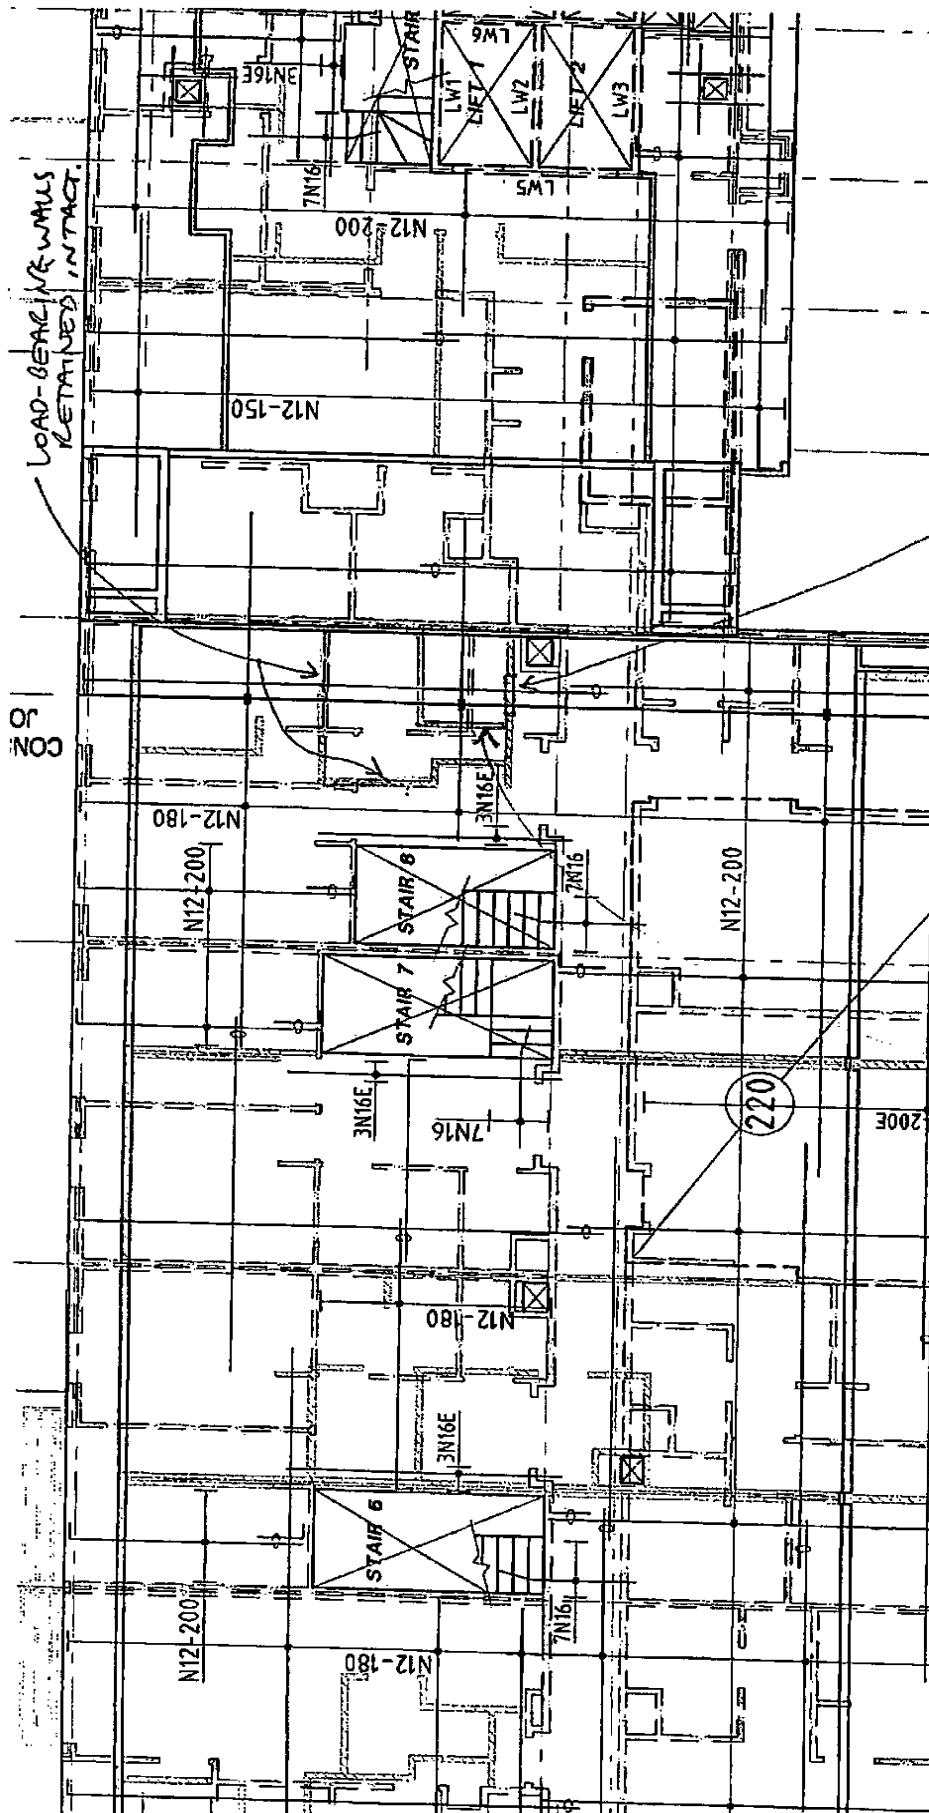 STAIR
LW6
LIFT 1
LW1
LW2
LIFT 2
LW3
LW5
3N16E
7N16
LOAD-BEARING WALLS
RETAINED INTACT.
N12-200
N12-150
CON
JO
N12-180
3N16E
N12-200
STAIR 8
7N16
N12-200
STAIR 7
3N16E
7N16
220
200E
N12-180
3N16E
STAIR 6
N12-200
7N16
N12-180